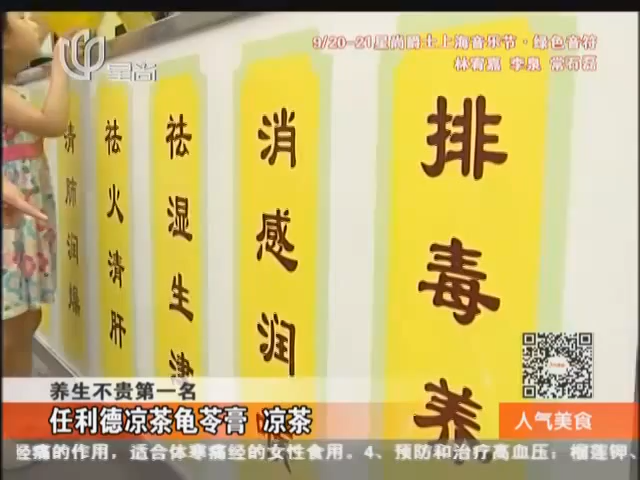 星尚
9/20-21星尚爵士上海音乐节·绿色音符
林宥嘉 李泉 常石磊
清肺润燥
祛火清肝
祛湿生津
消感润
排毒养
养生不贵第一名
任利德凉茶龟苓膏 凉茶
人气美食
痛的作用，适合体寒痛经的女性食用。4、预防和治疗高血压：榴莲钾、